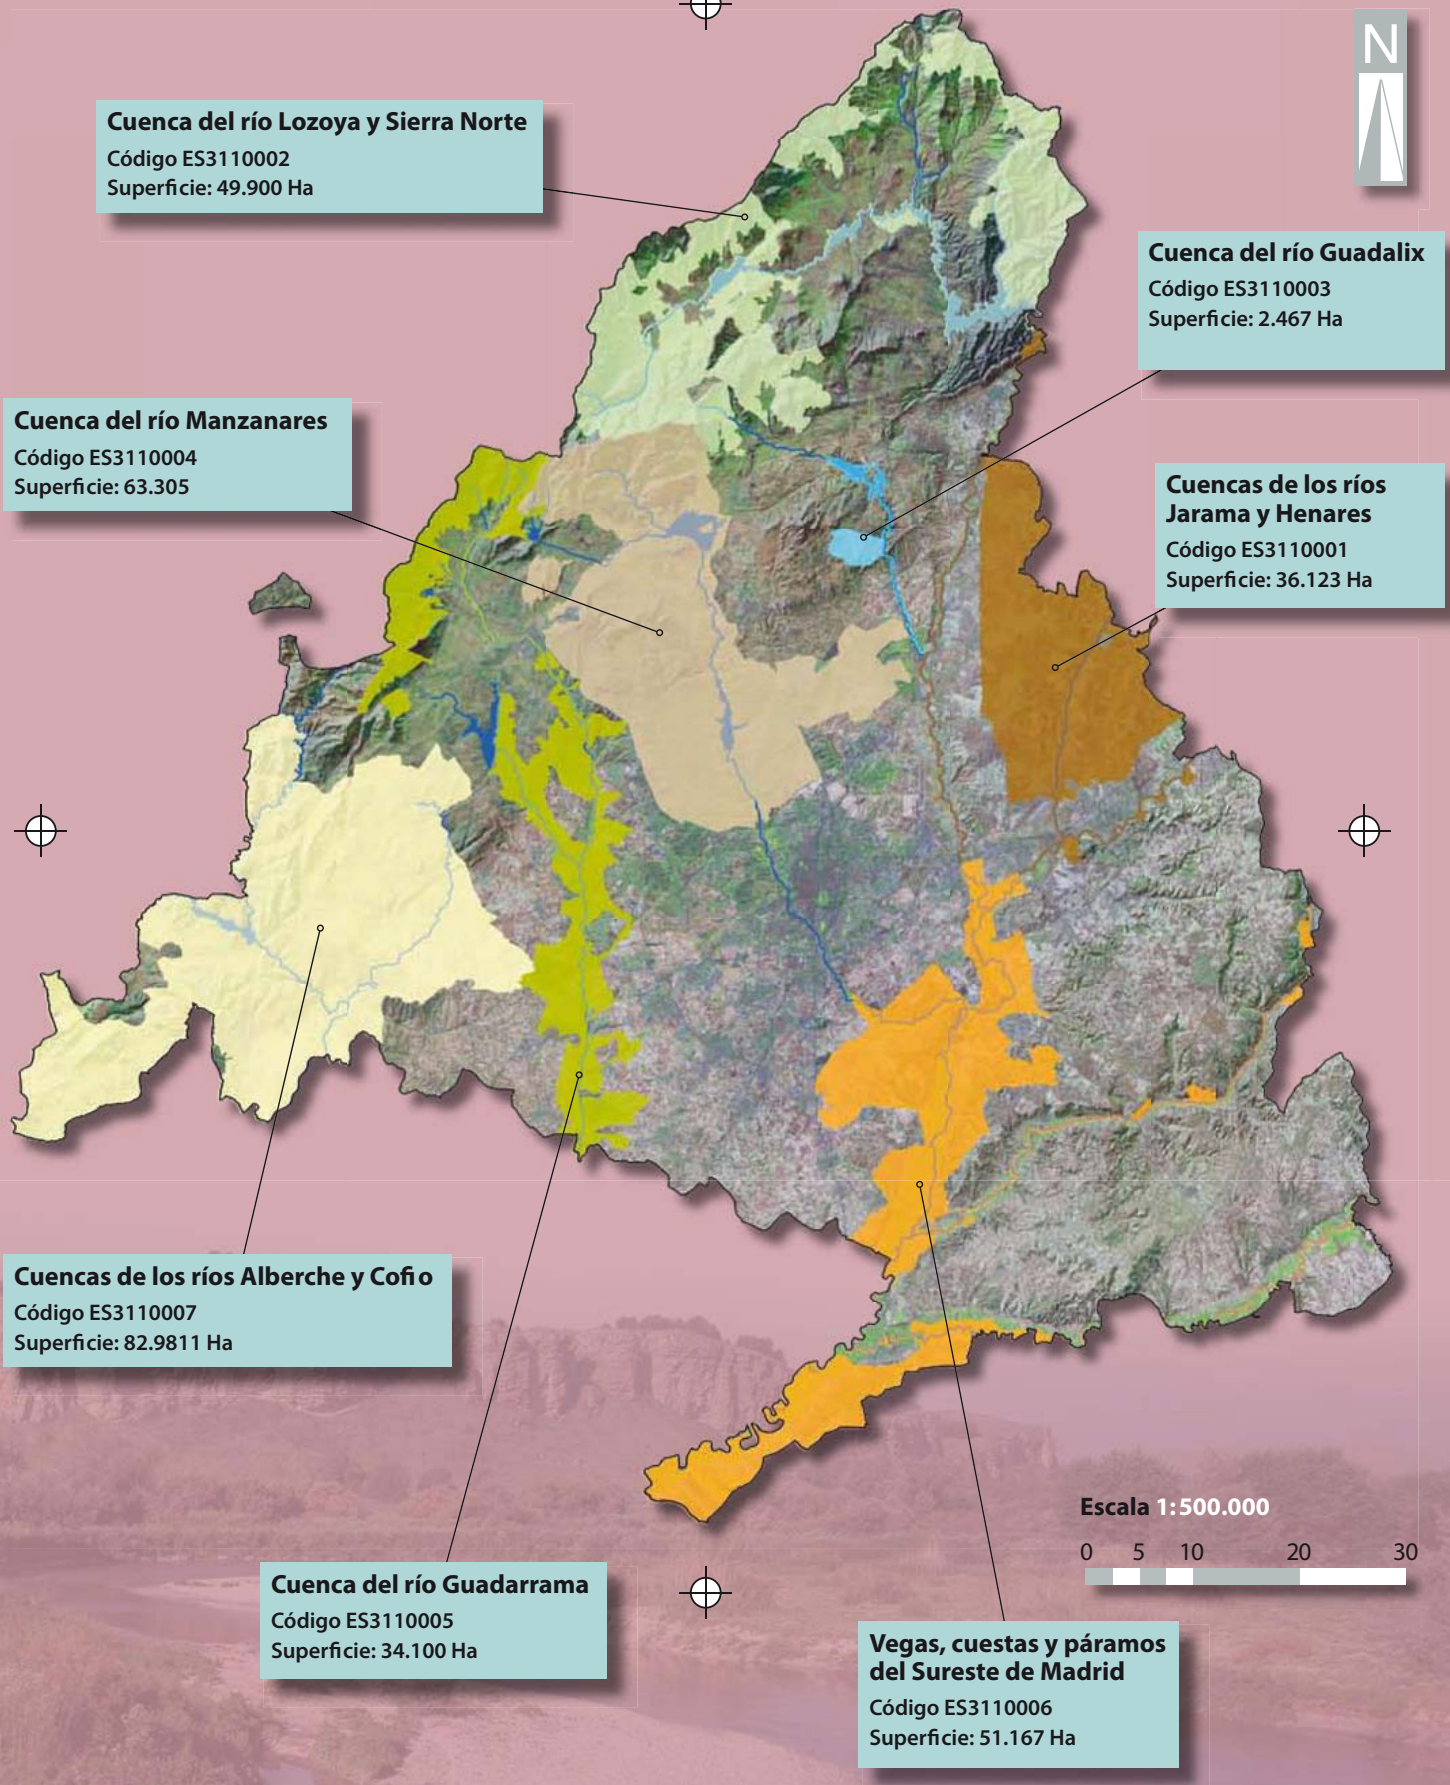 N
Cuenca del río Lozoya y Sierra Norte
Código ES3110002
Superficie: 49.900 Ha
Cuenca del río Guadalix
Código ES3110003
Superficie: 2.467 Ha
Cuenca del río Manzanares
Código ES3110004
Superficie: 63.305
Cuencas de los ríos
Jarama y Henares
Código ES3110001
Superficie: 36.123 Ha
Cuencas de los ríos Alberche y Cofio
Código ES3110007
Superficie: 82.9811 Ha
Escala 1:500.000
0 5 10 20 30
Cuenca del río Guadarrama
Código ES3110005
Superficie: 34.100 Ha
Vegas, cuestas y páramos
del Sureste de Madrid
Código ES3110006
Superficie: 51.167 Ha